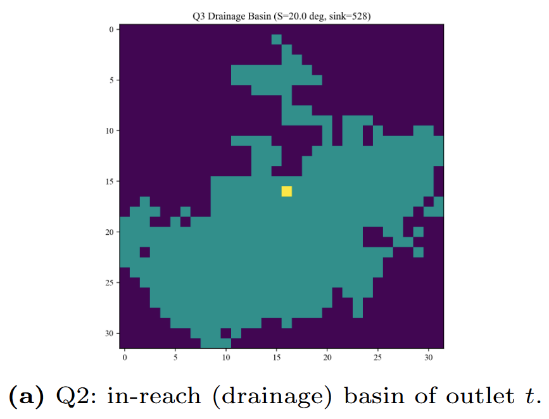 Q3 Drainage Basin (S=20.0 deg, sink=528)
0
5
10
15
20
25
30
0 5 10 15 20 25 30
(a) Q2: in-reach (drainage) basin of outlet t.